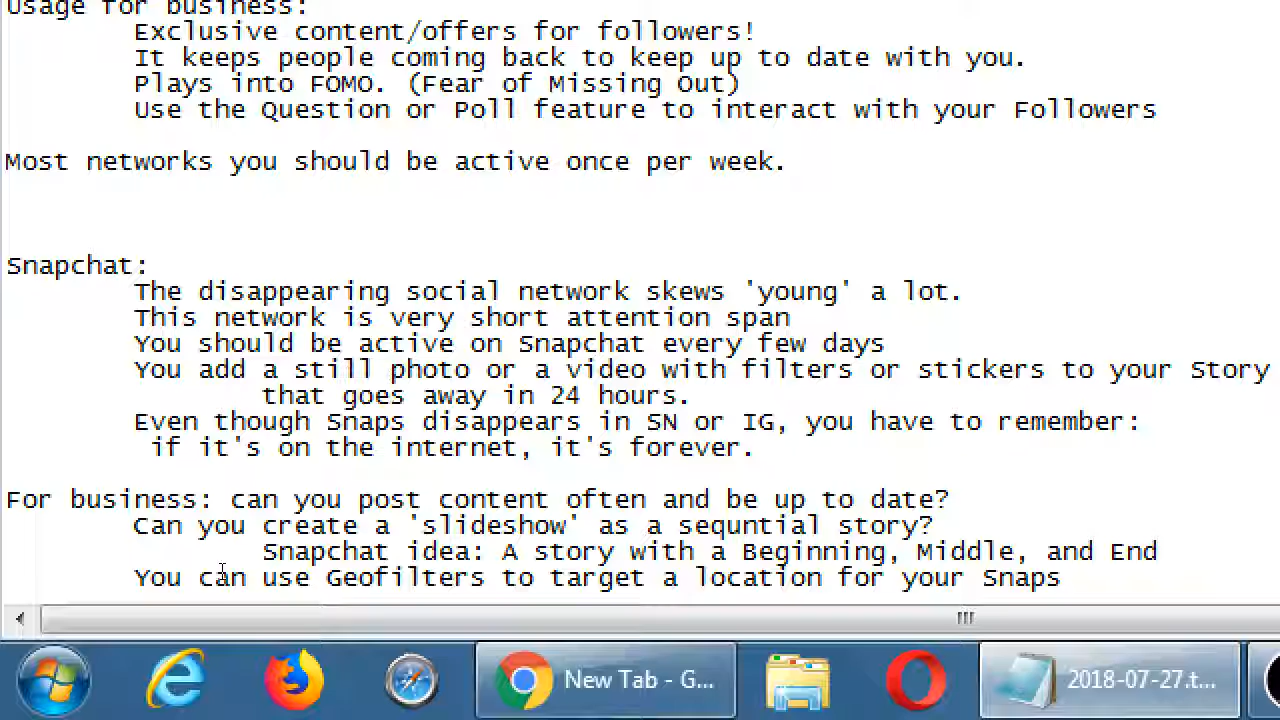 Usage for business:
Exclusive content/offers for followers!
It keeps people coming back to keep up to date with you.
Plays into FOMO. (Fear of Missing Out)
Use the Question or Poll feature to interact with your Followers
Most networks you should be active once per week.
Snapchat:
The disappearing social network skews 'young' a lot.
This network is very short attention span
You should be active on Snapchat every few days
You add a still photo or a video with filters or stickers to your Story
that goes away in 24 hours.
Even though Snaps disappears in SN or IG, you have to remember:
if it's on the internet, it's forever.
For business: can you post content often and be up to date?
Can you create a 'slideshow' as a sequntial story?
Snapchat idea: A story with a Beginning, Middle, and End
You can use Geofilters to target a location for your Snaps
New Tab - G...
2018-07-27.t...